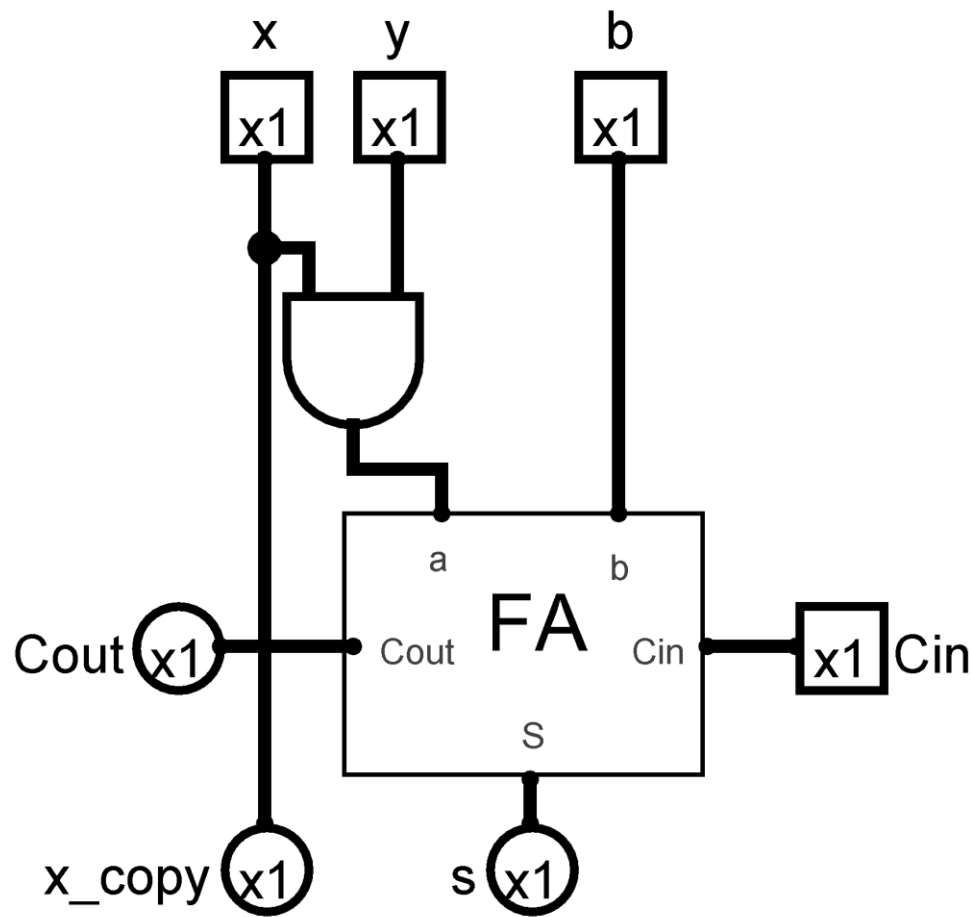 x y b
x1 x1 x1
a b
FA
Cout x1 Cout Cin x1 Cin
S
x_copy x1 s x1